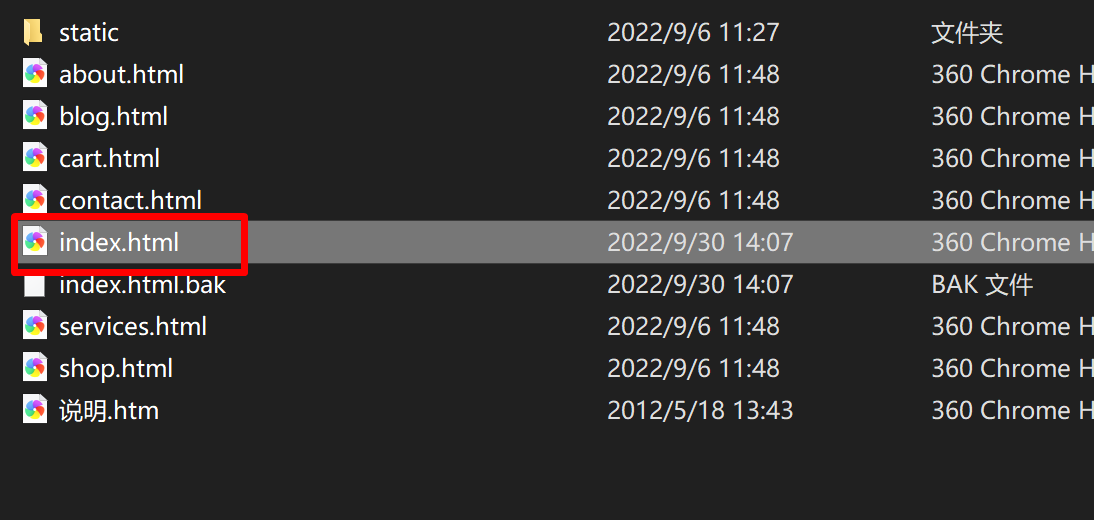 static 2022/9/6 11:27 文件夹
about.html 2022/9/6 11:48 360 Chrome H
blog.html 2022/9/6 11:48 360 Chrome H
cart.html 2022/9/6 11:48 360 Chrome H
contact.html 2022/9/6 11:48 360 Chrome H
index.html 2022/9/30 14:07 360 Chrome H
index.html.bak 2022/9/30 14:07 BAK 文件
services.html 2022/9/6 11:48 360 Chrome H
shop.html 2022/9/6 11:48 360 Chrome H
说明.htm 2012/5/18 13:43 360 Chrome H